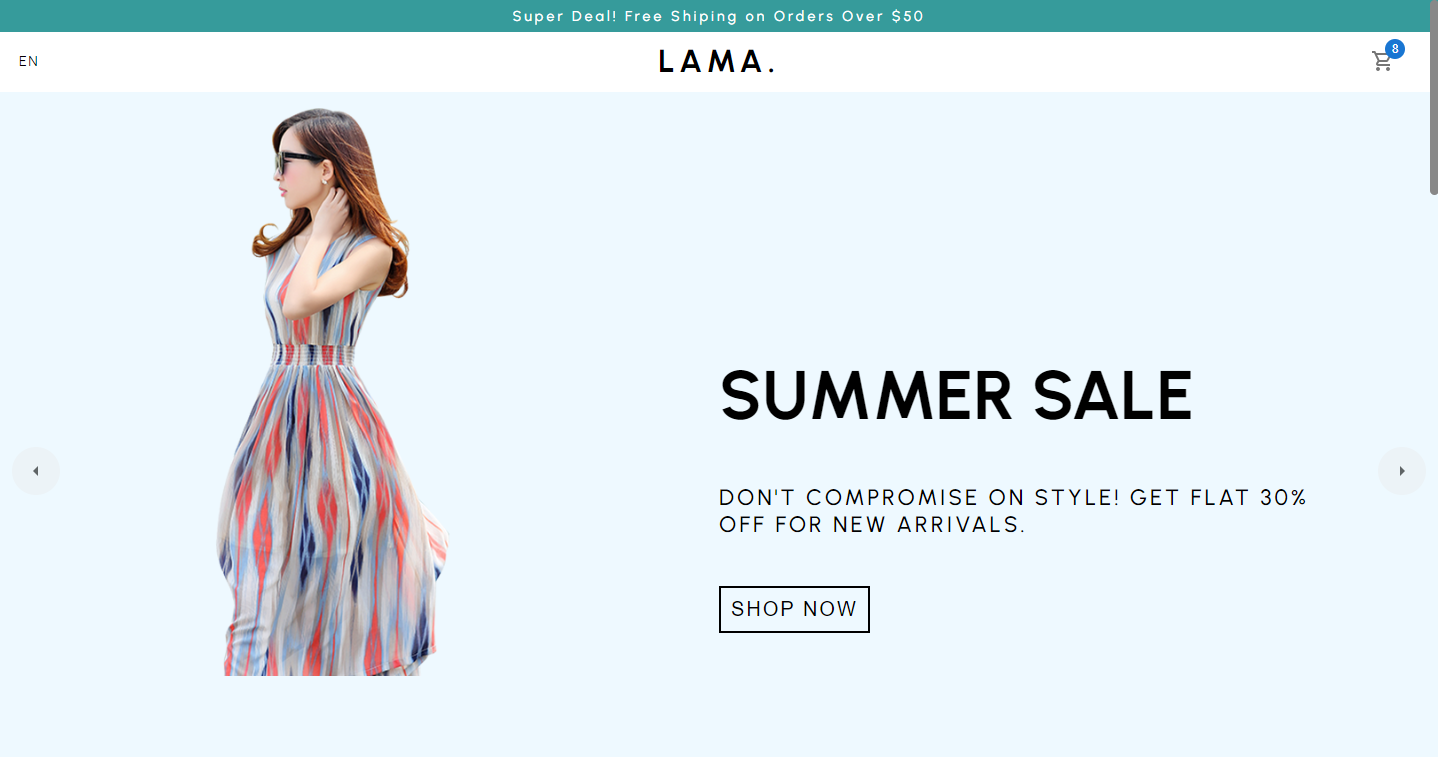 Super Deal! Free Shiping on Orders Over $50
EN
LAMA.
8
SUMMER SALE
DON'T COMPROMISE ON STYLE! GET FLAT 30%
OFF FOR NEW ARRIVALS.
SHOP NOW